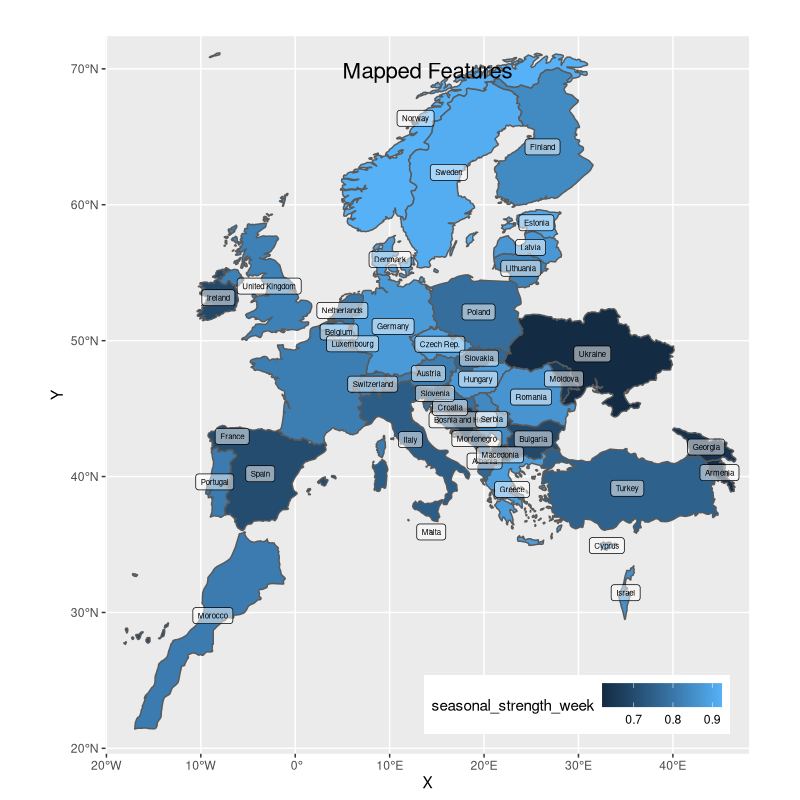 Mapped Features
70°N
Norway
Finland
Sweden
60°N
Estonia
Latvia
Denmark
Lithuania
United Kingdom
Ireland
Netherlands
Poland
Germany
Belgium
50°N
Luxembourg
Czech Rep.
Ukraine
Slovakia
Austria
Hungary
Moldova
Switzerland
Slovenia
Romania
Croatia
Bosnia and
Serbia
France
Italy
Montenegro
Bulgaria
Georgia
Macedonia
Albania
Spain
Armenia
40°N
Portugal
Greece
Turkey
Malta
Cyprus
Israel
30°N
Morocco
seasonal_strength_week
0.7 0.8 0.9
20°N
20°W 10°W 0° 10°E 20°E 30°E 40°E
X
Y